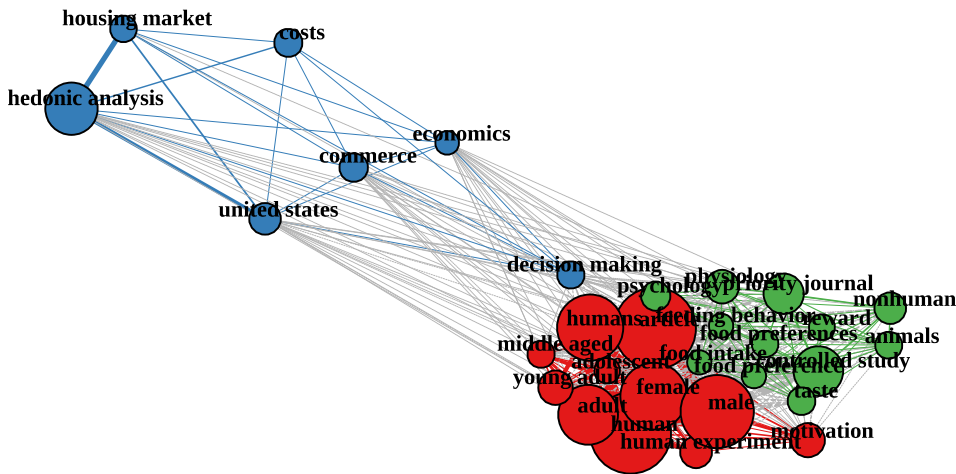 housing market
costs
hedonic analysis
economics
commerce
united states
decision making
physiology
psychology
priority journal
nonhuman
humans
article
feeding behavior
reward
food preferences
animals
middle aged
adolescent
food intake
controlled study
food preference
young adult
female
taste
adult
male
human
motivation
human experiment